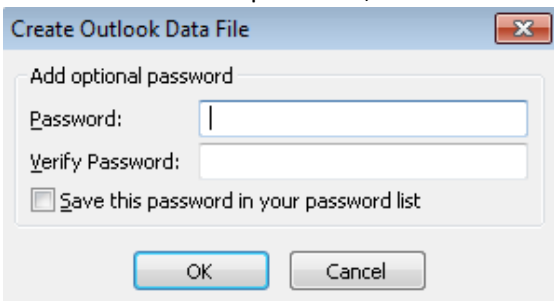 Create Outlook Data File
Add optional password
Password:
Verify Password:
Save this password in your password list
OK Cancel